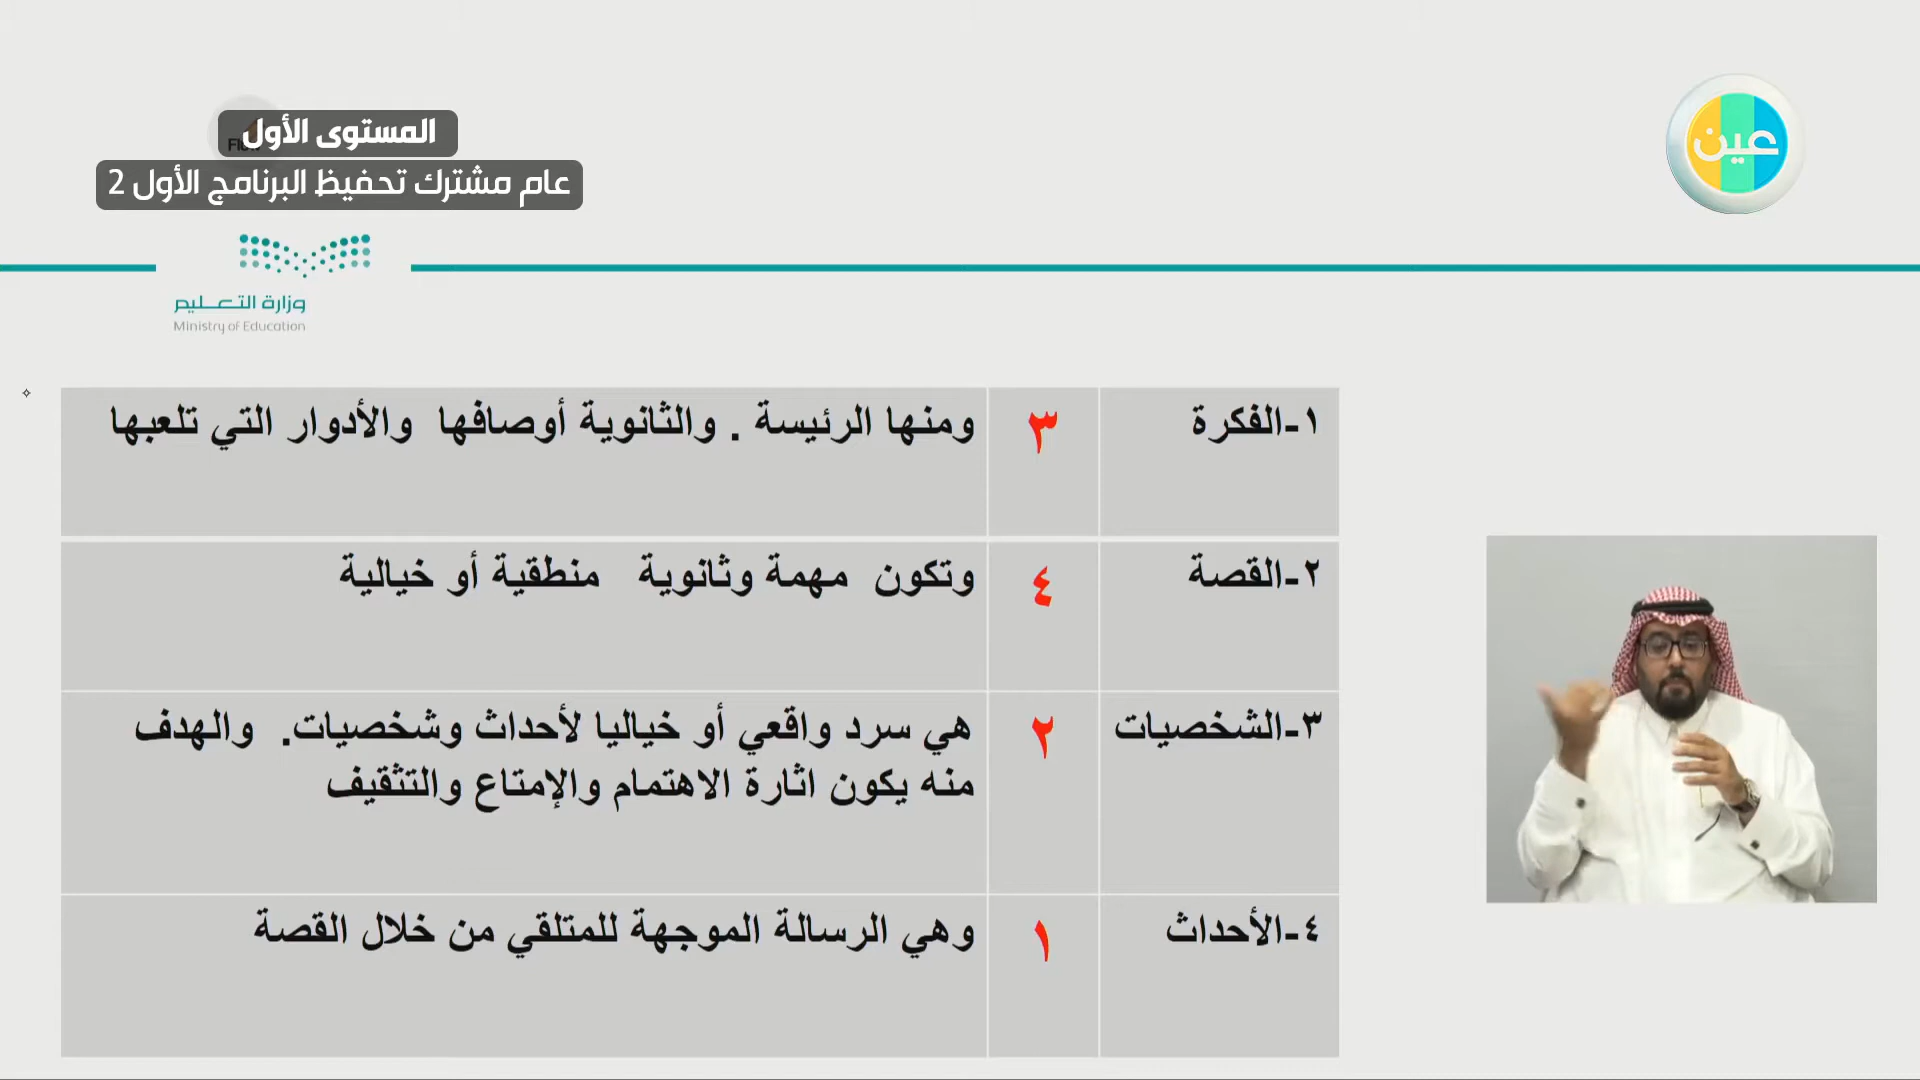 المستوى الأول
عام مشترك تحفيظ البرنامج الأول 2
عين
وزارة التعليم
Ministry of Education
١-الفكرة
٣
ومنها الرئيسة . والثانوية أوصافها والأدوار التي تلعبها
٢-القصة
٤
وتكون مهمة وثانوية منطقية أو خيالية
٣-الشخصيات
٢
هي سرد واقعي أو خياليا لأحداث وشخصيات. والهدف
منه يكون اثارة الاهتمام والإمتاع والتثقيف
٤-الأحداث
١
وهي الرسالة الموجهة للمتلقي من خلال القصة